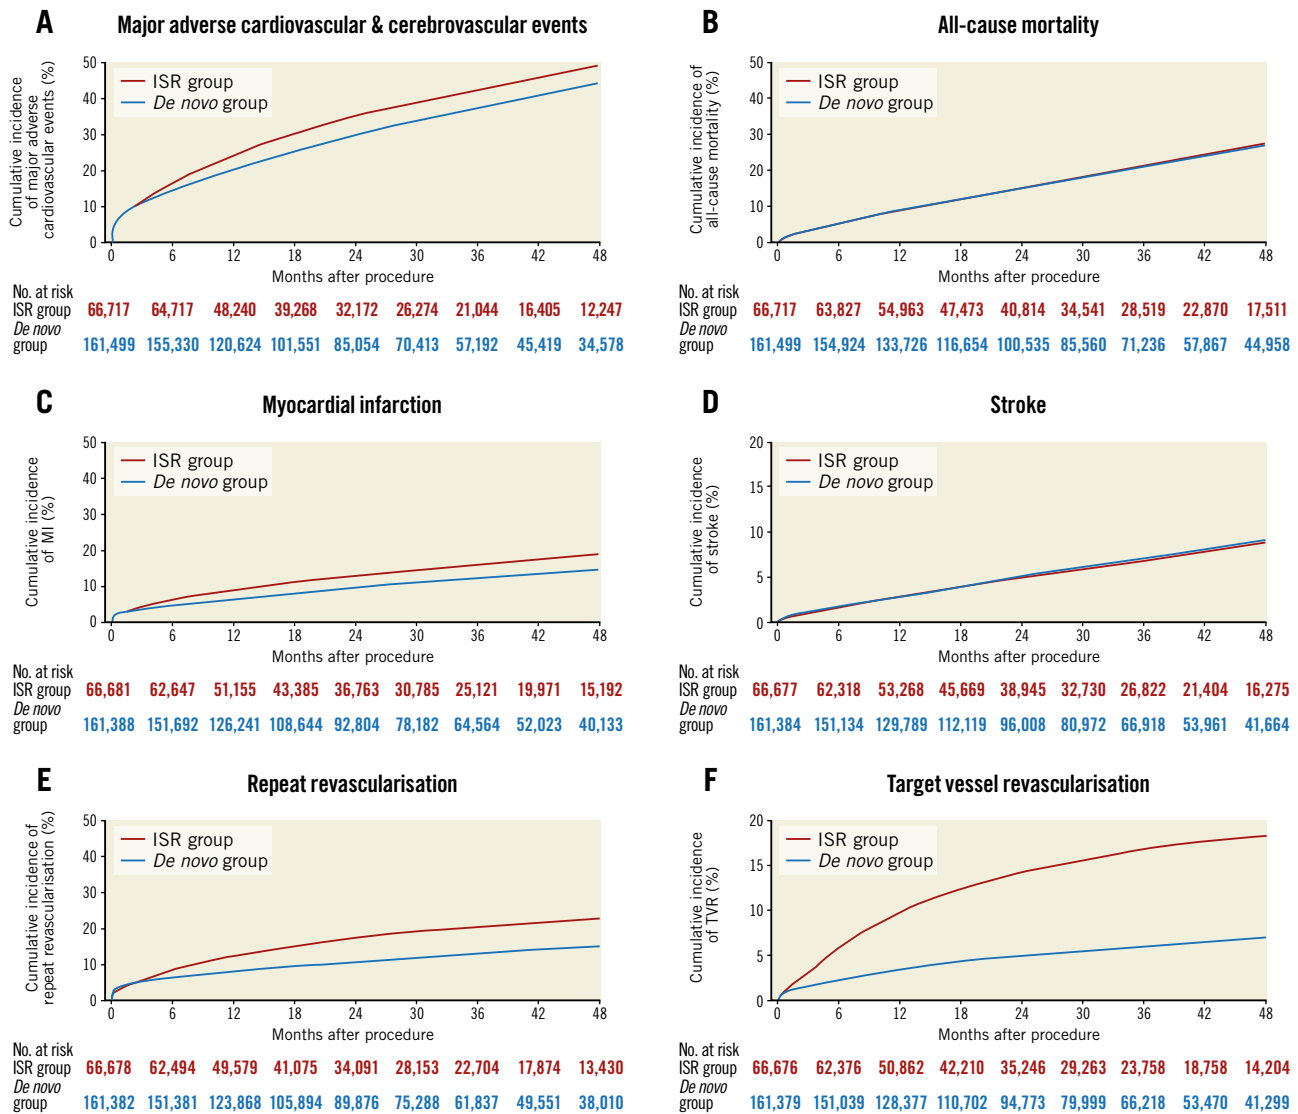 A
Major adverse cardiovascular & cerebrovascular events
Cumulative incidence
of major adverse
cardiovascular events (%)
50
40
30
20
10
0
ISR group
De novo group
0 6 12 18 24 30 36 42 48
Months after procedure
No. at risk
ISR group 66,717 64,717 48,240 39,268 32,172 26,274 21,044 16,405 12,247
De novo
group 161,499 155,330 120,624 101,551 85,054 70,413 57,192 45,419 34,578
B
All-cause mortality
Cumulative incidence of
all-cause mortality (%)
50
40
30
20
10
0
ISR group
De novo group
0 6 12 18 24 30 36 42 48
Months after procedure
No. at risk
ISR group 66,717 63,827 54,963 47,473 40,814 34,541 28,519 22,870 17,511
De novo
group 161,499 154,924 133,726 116,654 100,535 85,560 71,236 57,867 44,958
C
Myocardial infarction
Cumulative incidence
of MI (%)
50
40
30
20
10
0
ISR group
De novo group
0 6 12 18 24 30 36 42 48
Months after procedure
No. at risk
ISR group 66,681 62,647 51,155 43,385 36,763 30,785 25,121 19,971 15,192
De novo
group 161,388 151,692 126,241 108,644 92,804 78,182 64,564 52,023 40,133
D
Stroke
Cumulative incidence
of stroke (%)
20
15
10
5
0
ISR group
De novo group
0 6 12 18 24 30 36 42 48
Months after procedure
No. at risk
ISR group 66,677 62,318 53,268 45,669 38,945 32,730 26,822 21,404 16,275
De novo
group 161,384 151,134 129,789 112,119 96,008 80,972 66,918 53,961 41,664
E
Repeat revascularisation
Cumulative incidence of
repeat revascularisation (%)
50
40
30
20
10
0
ISR group
De novo group
0 6 12 18 24 30 36 42 48
Months after procedure
No. at risk
ISR group 66,678 62,494 49,579 41,075 34,091 28,153 22,704 17,874 13,430
De novo
group 161,382 151,381 123,868 105,894 89,876 75,288 61,837 49,551 38,010
F
Target vessel revascularisation
Cumulative incidence
of TVR (%)
20
15
10
5
0
ISR group
De novo group
0 6 12 18 24 30 36 42 48
Months after procedure
No. at risk
ISR group 66,676 62,376 50,862 42,210 35,246 29,263 23,758 18,758 14,204
De novo
group 161,379 151,039 128,377 110,702 94,773 79,999 66,218 53,470 41,299